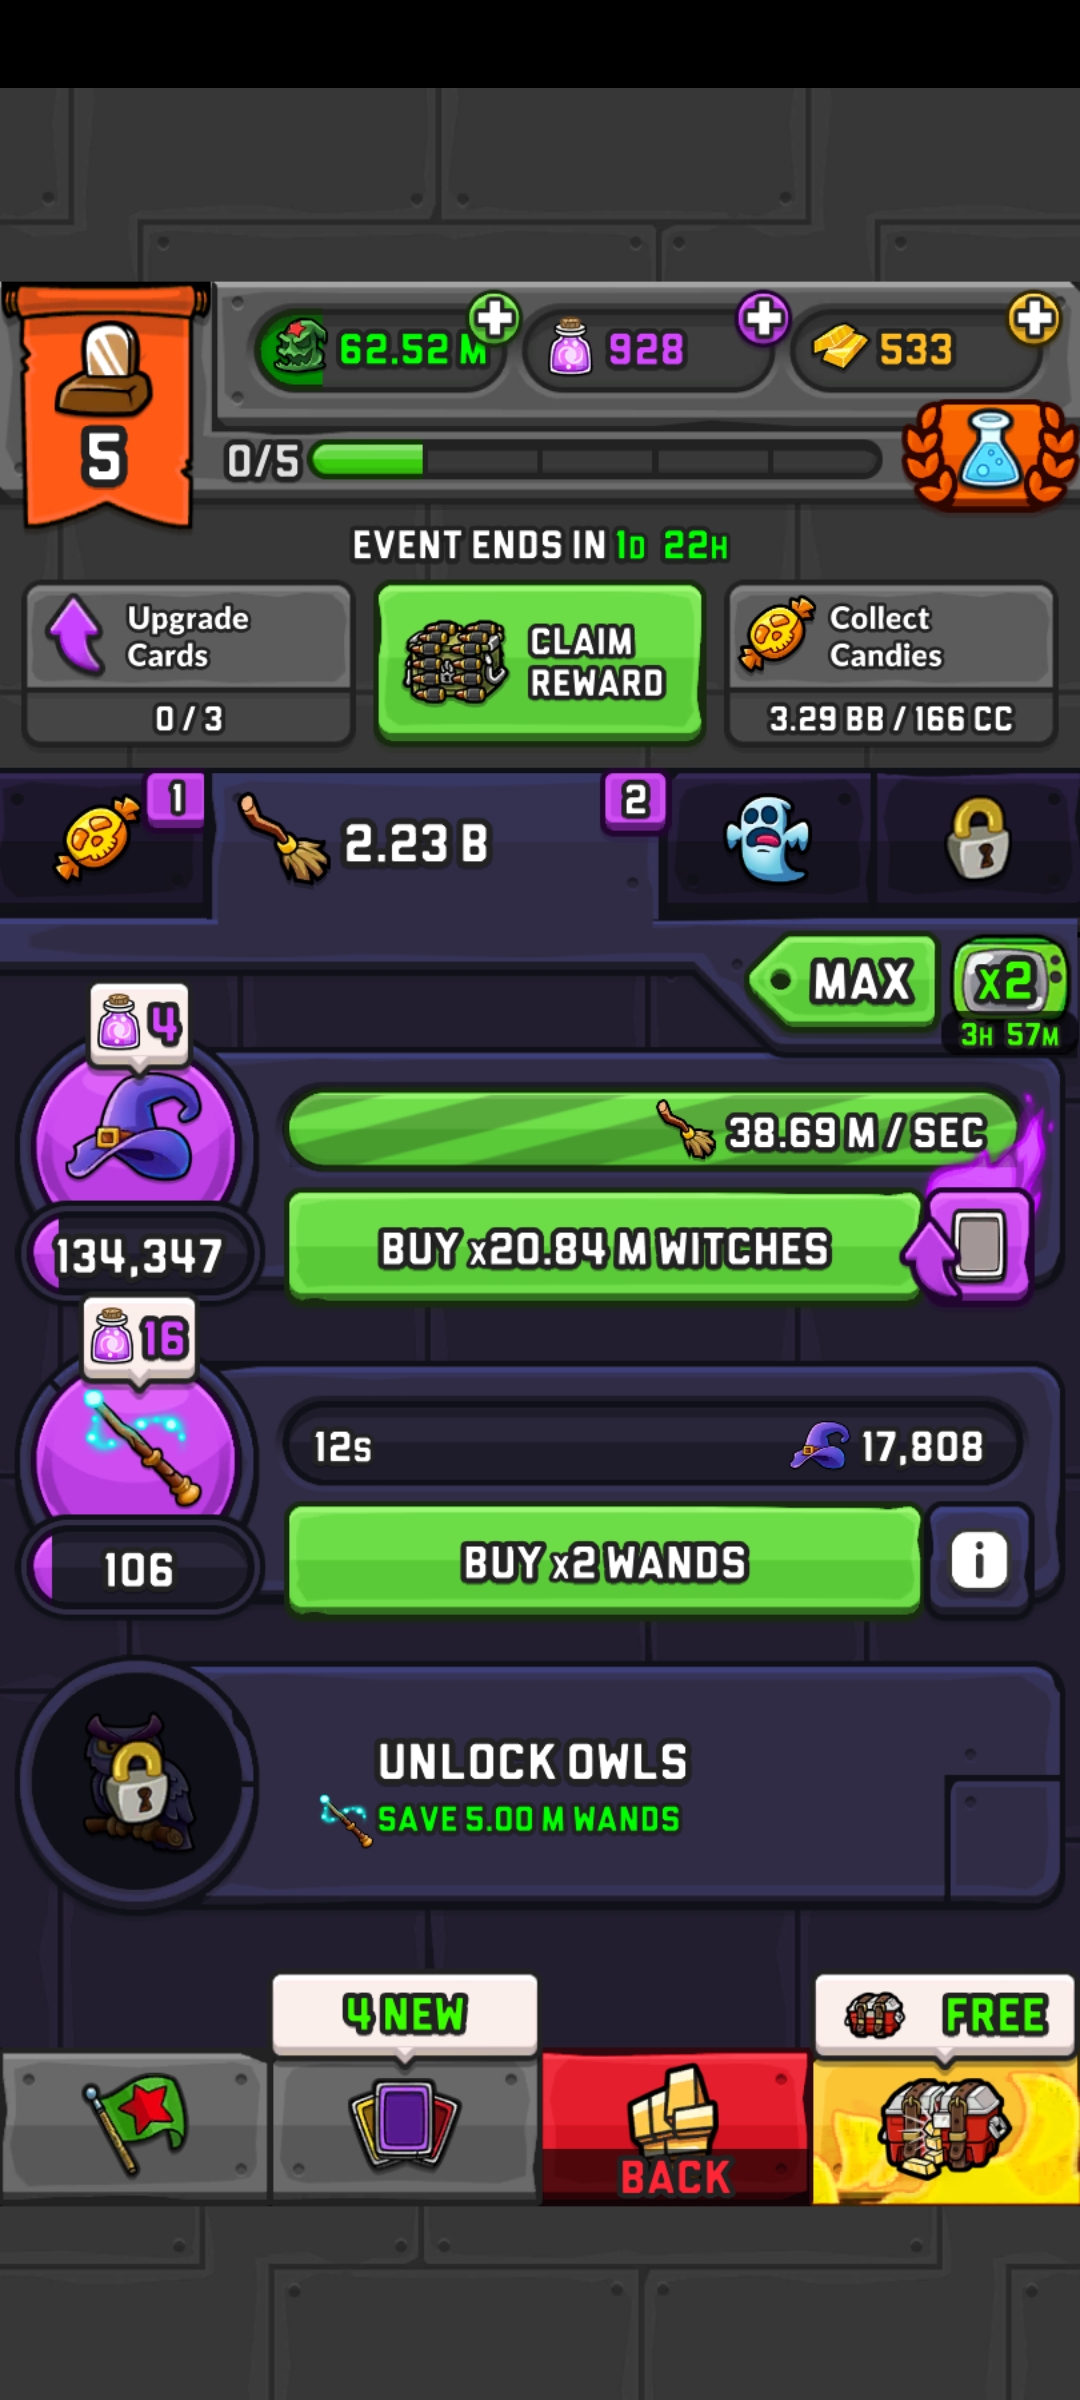 62.52 M
928
533
5
0/5
EVENT ENDS IN 1D 22H
Upgrade
Cards
0 / 3
CLAIM
REWARD
Collect
Candies
3.29 BB / 166 CC
1
2.23 B
2
MAX
x2
3H 57M
4
38.69 M / SEC
134,347
BUY x20.84 M WITCHES
16
12s
17,808
106
BUY x2 WANDS
i
UNLOCK OWLS
SAVE 5.00 M WANDS
4 NEW
FREE
BACK